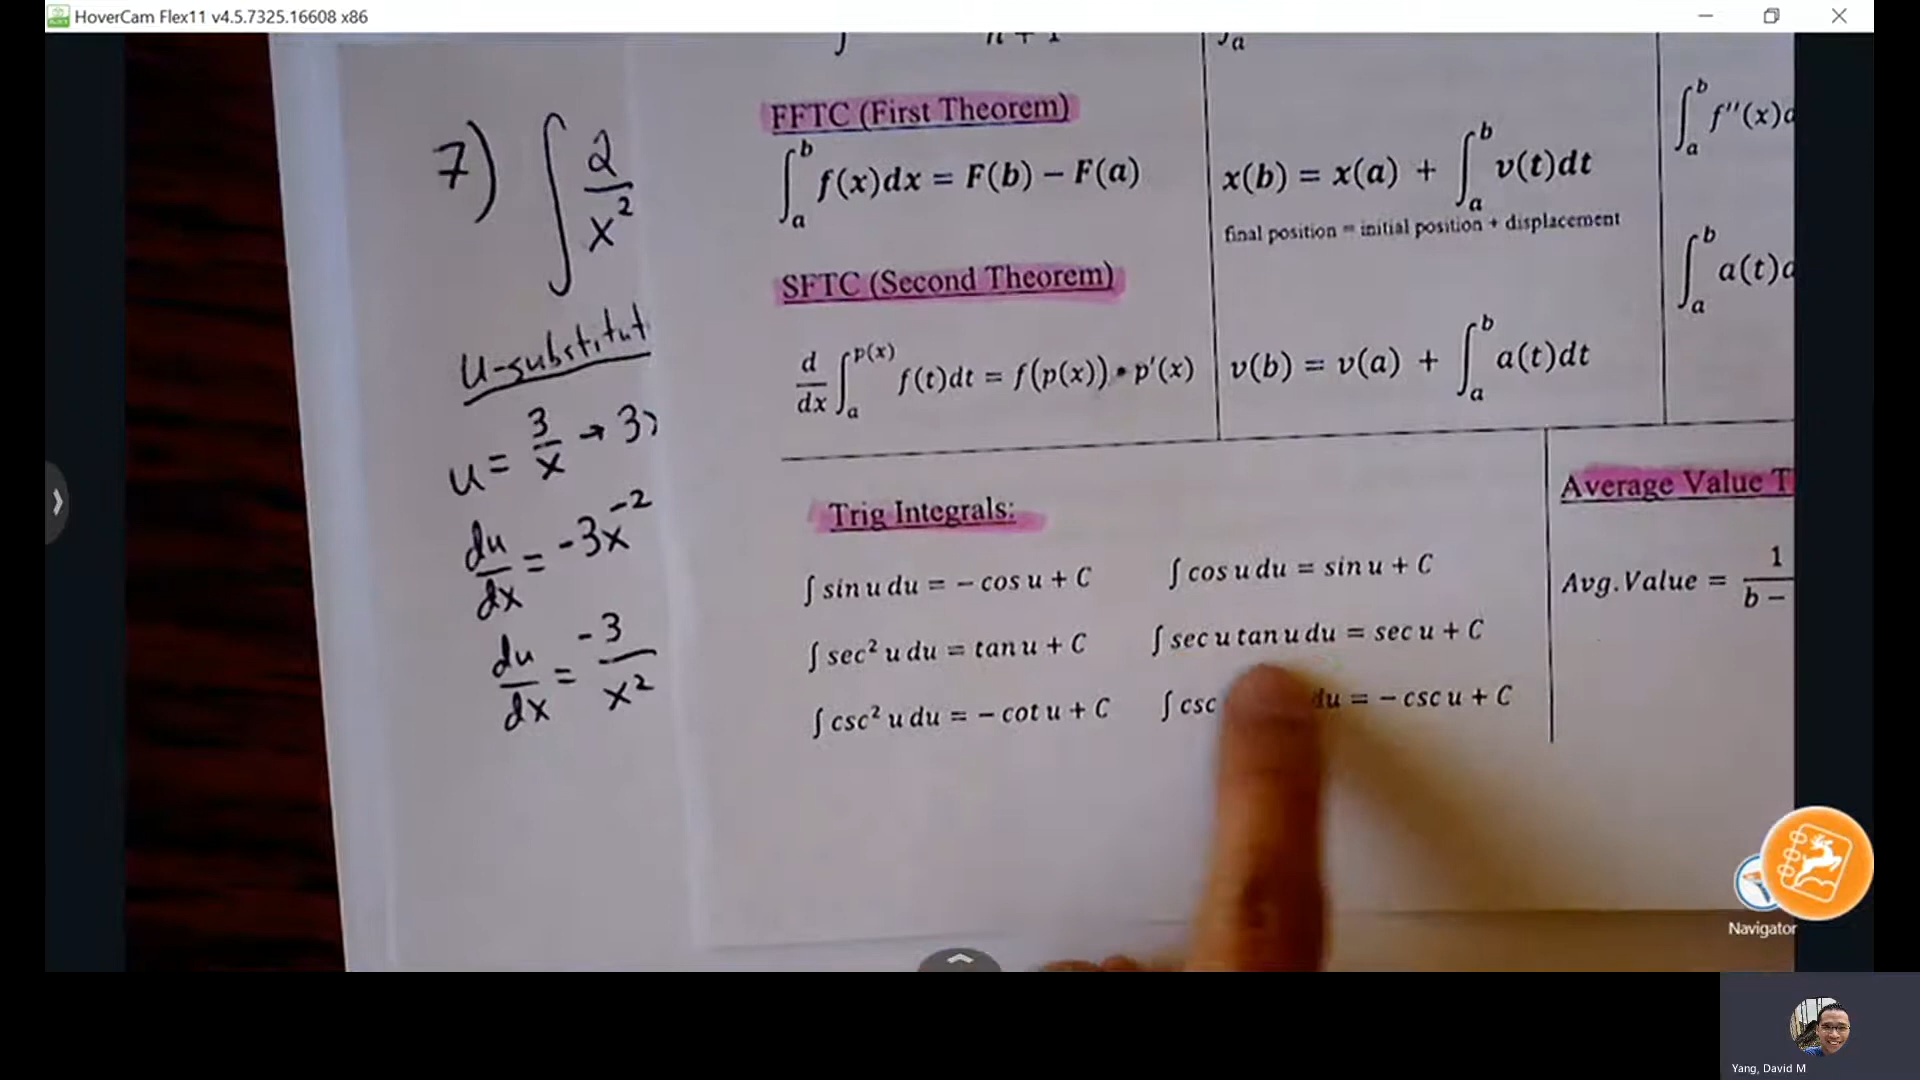 HoverCam Flex11 v4.5.7325.16608 x86
7) ∫ 2/x²
u-substitut
u = 3/x → 3
du/dx = -3x⁻²
du/dx = -3/x²
n + 1
a
FFTC (First Theorem)
∫ₐᵇ f(x)dx = F(b) − F(a)
SFTC (Second Theorem)
d/dx ∫ₐᵖ⁽ˣ⁾ f(t)dt = f(p(x)) • p′(x)
x(b) = x(a) + ∫ₐᵇ v(t)dt
final position = initial position + displacement
v(b) = v(a) + ∫ₐᵇ a(t)dt
∫ₐᵇ f″(x)
∫ₐᵇ a(t)
Trig Integrals:
∫ sin u du = − cos u + C
∫ cos u du = sin u + C
∫ sec² u du = tan u + C
∫ sec u tan u du = sec u + C
∫ csc² u du = − cot u + C
∫ csc du = − csc u + C
Average Value T
Avg. Value = 1/b −
Navigator
Yang, David M